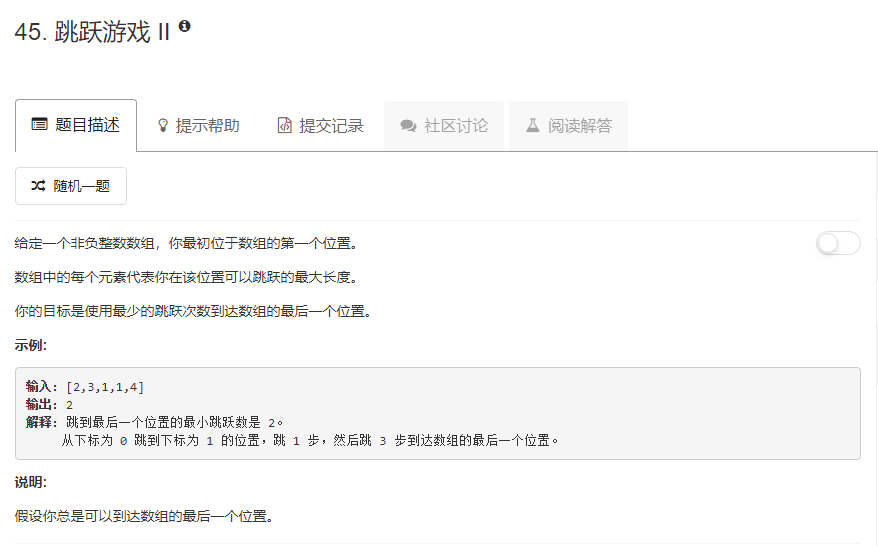 45. 跳跃游戏 II
题目描述 提示帮助 提交记录 社区讨论 阅读解答
随机一题
给定一个非负整数数组，你最初位于数组的第一个位置。
数组中的每个元素代表你在该位置可以跳跃的最大长度。
你的目标是使用最少的跳跃次数到达数组的最后一个位置。
示例:
输入: [2,3,1,1,4]
输出: 2
解释: 跳到最后一个位置的最小跳跃数是 2。
从下标为 0 跳到下标为 1 的位置，跳 1 步，然后跳 3 步到达数组的最后一个位置。
说明:
假设你总是可以到达数组的最后一个位置。